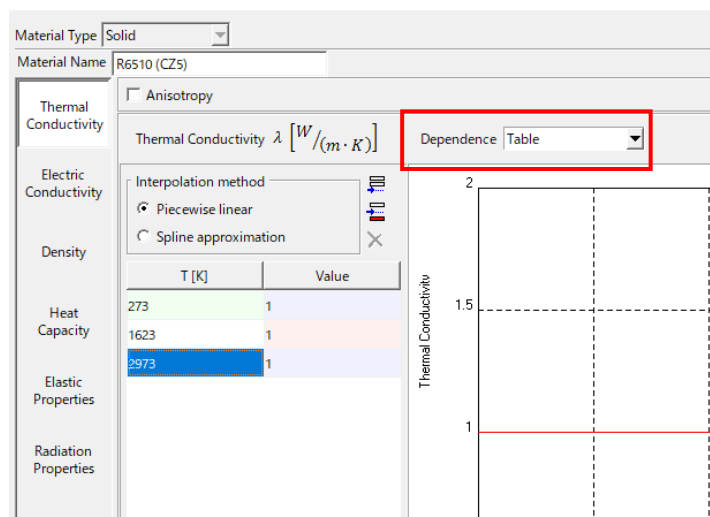 Material Type Solid
Material Name R6510 (CZ5)
Thermal
Conductivity
Electric
Conductivity
Density
Heat
Capacity
Elastic
Properties
Radiation
Properties
Anisotropy
Thermal Conductivity λ [W/(m · K)]
Dependence Table
Interpolation method
Piecewise linear
Spline approximation
T [K] Value
273 1
1623 1
2973 1
Thermal Conductivity
2
1.5
1